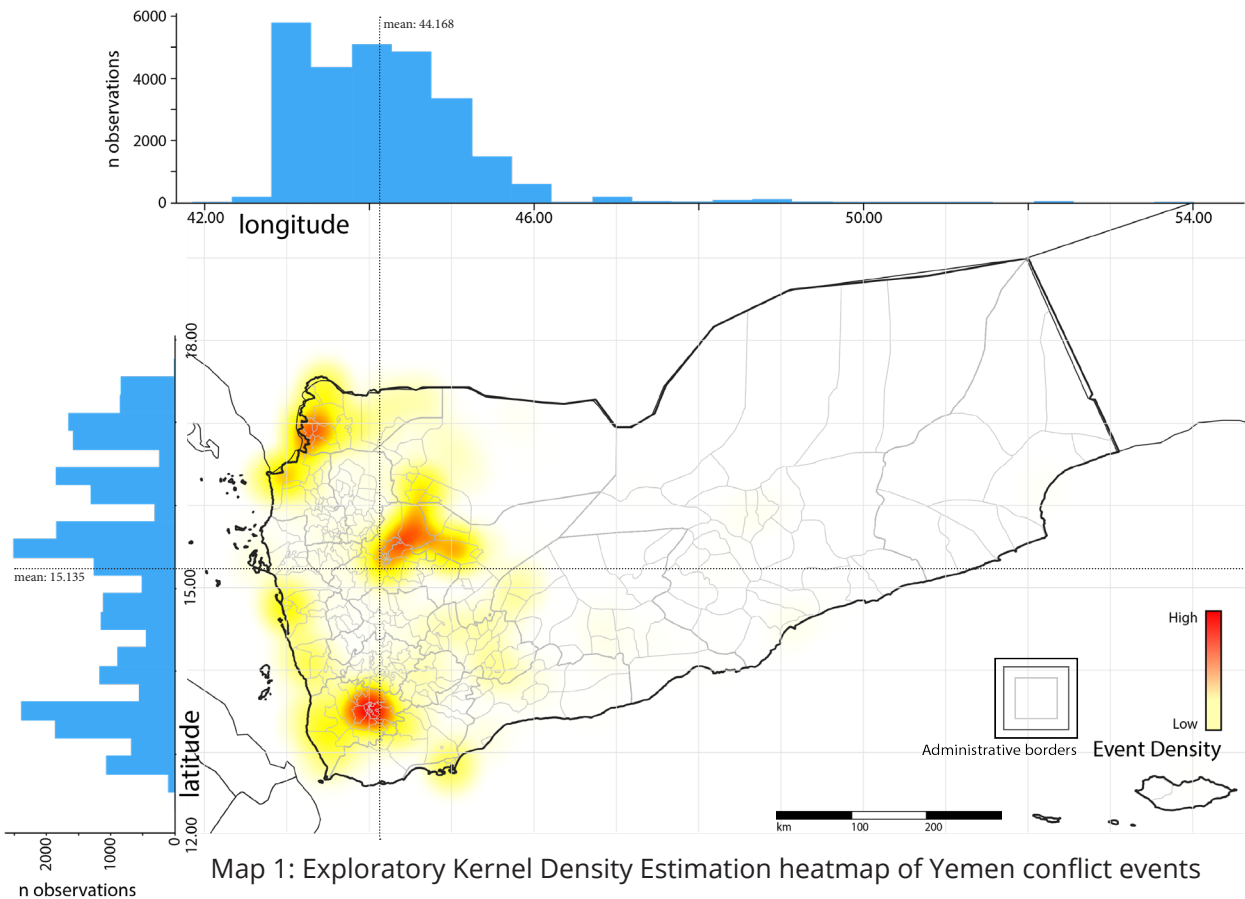 6000
mean: 44.168
4000
n observations
2000
0
42.00
46.00
50.00
54.00
longitude
18.00
mean: 15.135
15.00
High
Low
latitude
Administrative borders
Event Density
km
100
200
12.00
2000
1000
0
n observations
Map 1: Exploratory Kernel Density Estimation heatmap of Yemen conflict events